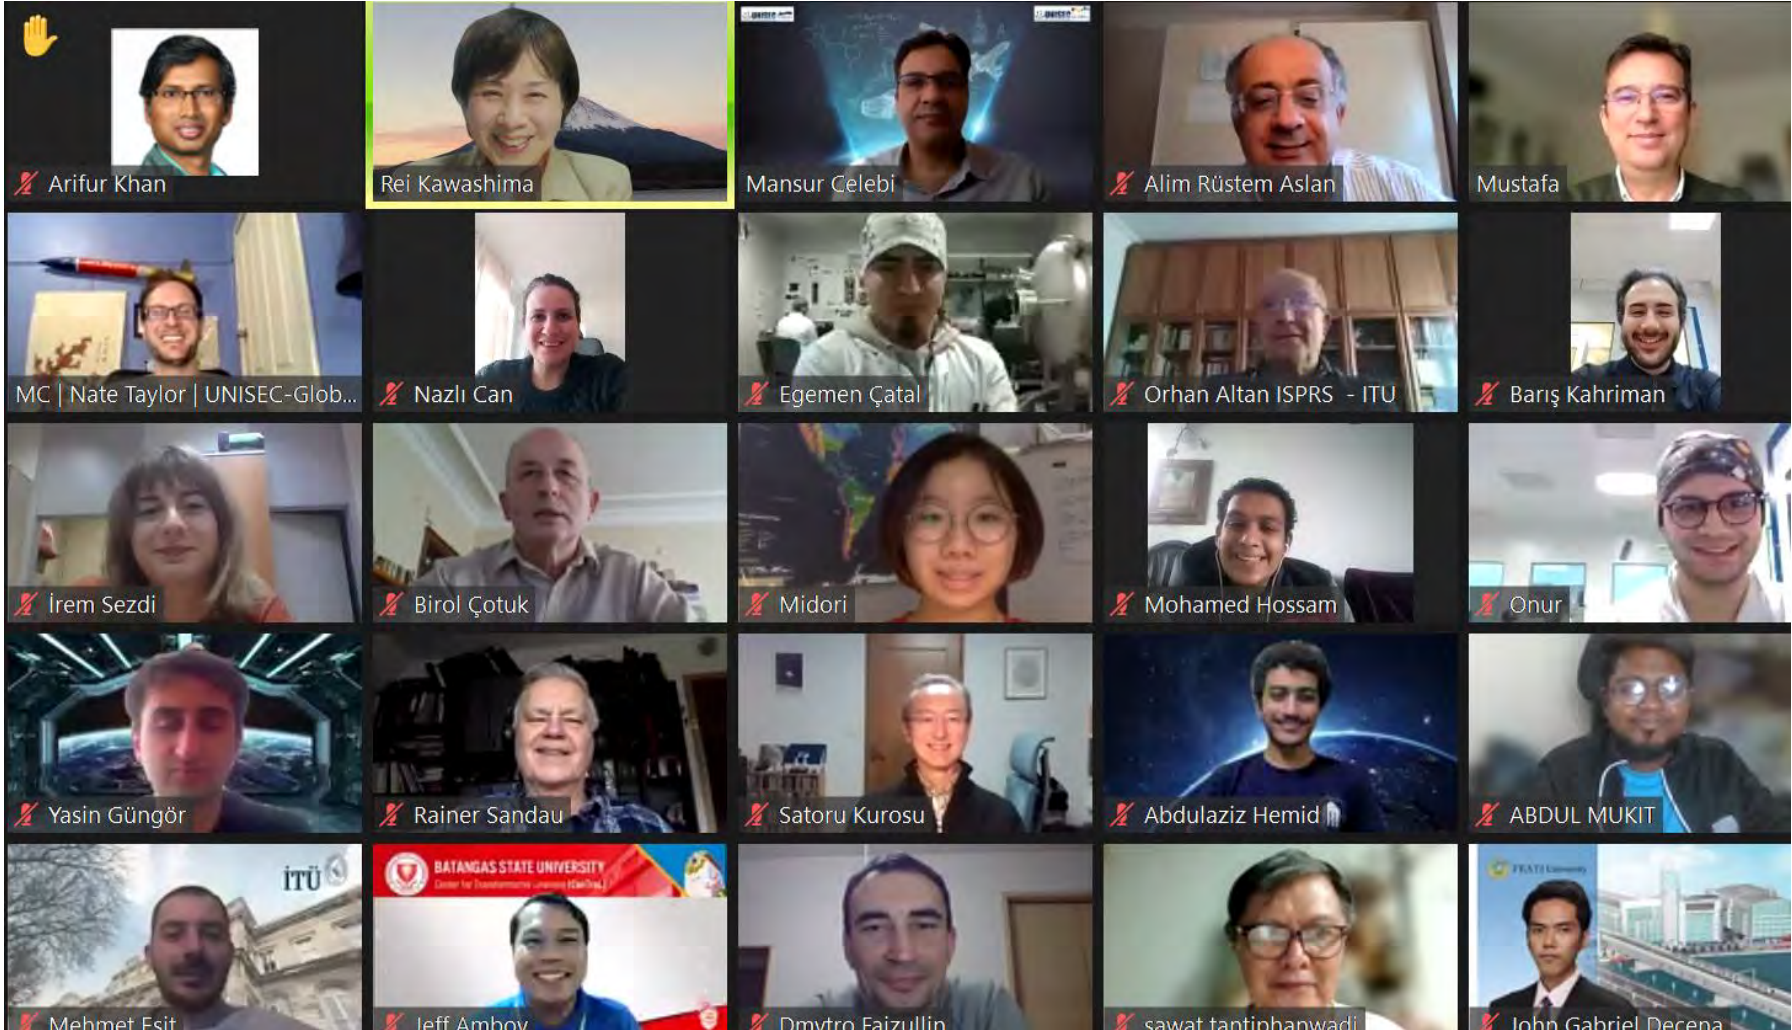 Arifur Khan
Rei Kawashima
Mansur Celebi
Alim Rüstem Aslan
Mustafa
MC | Nate Taylor | UNISEC-Glob...
Nazlı Can
Egemen Çatal
Orhan Altan ISPRS - ITU
Barış Kahriman
İrem Sezdi
Birol Çotuk
Midori
Mohamed Hossam
Onur
Yasin Güngör
Rainer Sandau
Satoru Kurosu
Abdulaziz Hemid
ABDUL MUKIT
İTÜ
BATANGAS STATE UNIVERSITY
FEATI University
Mehmet Esit
Jeff Amboy
Dmytro Faizullin
sawat tantiphanwadi
John Gabriel Decena